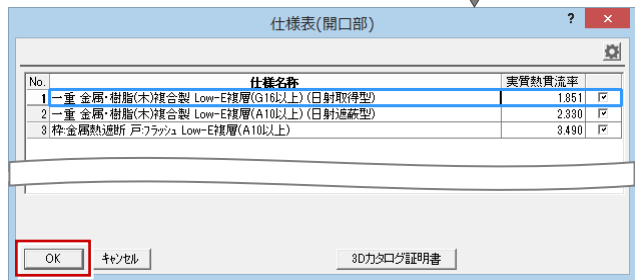 仕様表(開口部)
? ×
No. 仕様名称 実質熱貫流率
1 一重 金属・樹脂(木)複合製 Low-E複層(G16以上) (日射取得型) 1.851
2 一重 金属・樹脂(木)複合製 Low-E複層(A10以上) (日射遮蔽型) 2.330
3 枠:金属熱遮断 戸:フラッシュ Low-E複層(A10以上) 3.490
OK キャンセル 3Dカタログ証明書